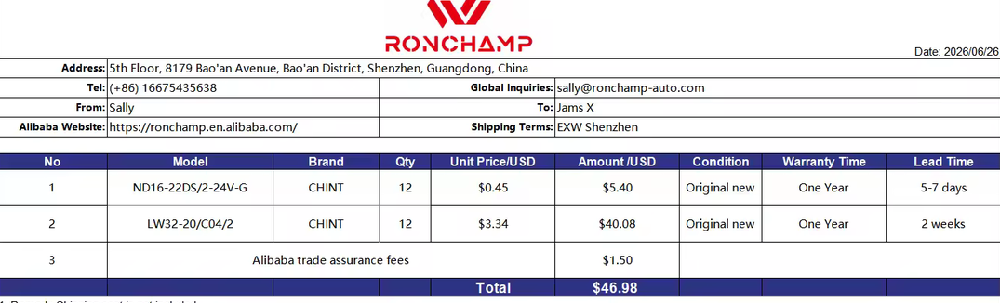 RONCHAMP
Date: 2026/06/26
Address: 5th Floor, 8179 Bao'an Avenue, Bao'an District, Shenzhen, Guangdong, China
Tel: (+86) 16675435638 Global Inquiries: sally@ronchamp-auto.com
From: Sally To: Jams X
Alibaba Website: https://ronchamp.en.alibaba.com/ Shipping Terms: EXW Shenzhen
No Model Brand Qty Unit Price/USD Amount /USD Condition Warranty Time Lead Time
1 ND16-22DS/2-24V-G CHINT 12 $0.45 $5.40 Original new One Year 5-7 days
2 LW32-20/C04/2 CHINT 12 $3.34 $40.08 Original new One Year 2 weeks
3 Alibaba trade assurance fees $1.50
Total $46.98